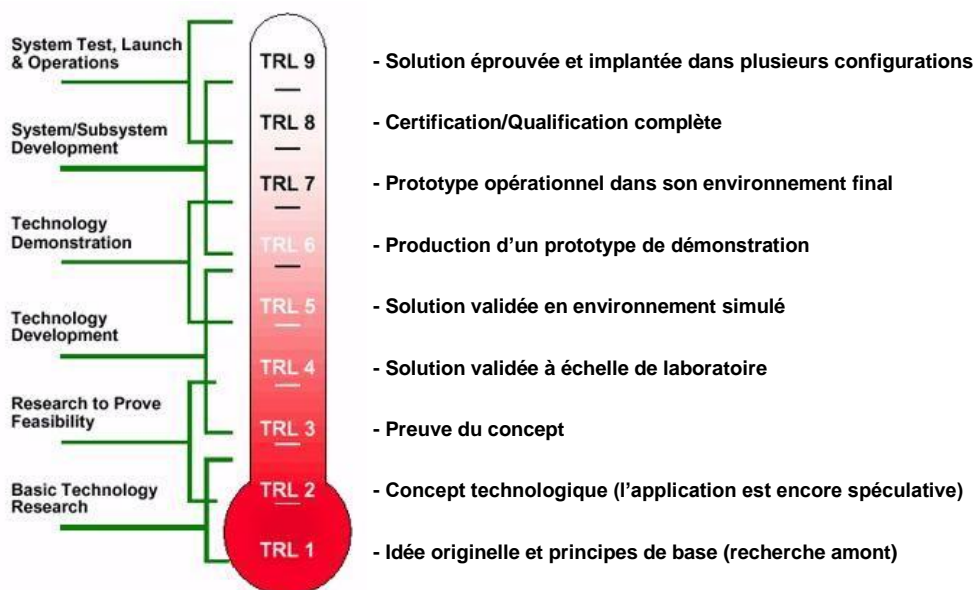 System Test, Launch
& Operations
TRL 9
- Solution éprouvée et implantée dans plusieurs configurations
System/Subsystem
Development
TRL 8
- Certification/Qualification complète
TRL 7
- Prototype opérationnel dans son environnement final
Technology
Demonstration
TRL 6
- Production d’un prototype de démonstration
TRL 5
- Solution validée en environnement simulé
Technology
Development
TRL 4
- Solution validée à échelle de laboratoire
Research to Prove
Feasibility
TRL 3
- Preuve du concept
Basic Technology
Research
TRL 2
- Concept technologique (l’application est encore spéculative)
TRL 1
- Idée originelle et principes de base (recherche amont)